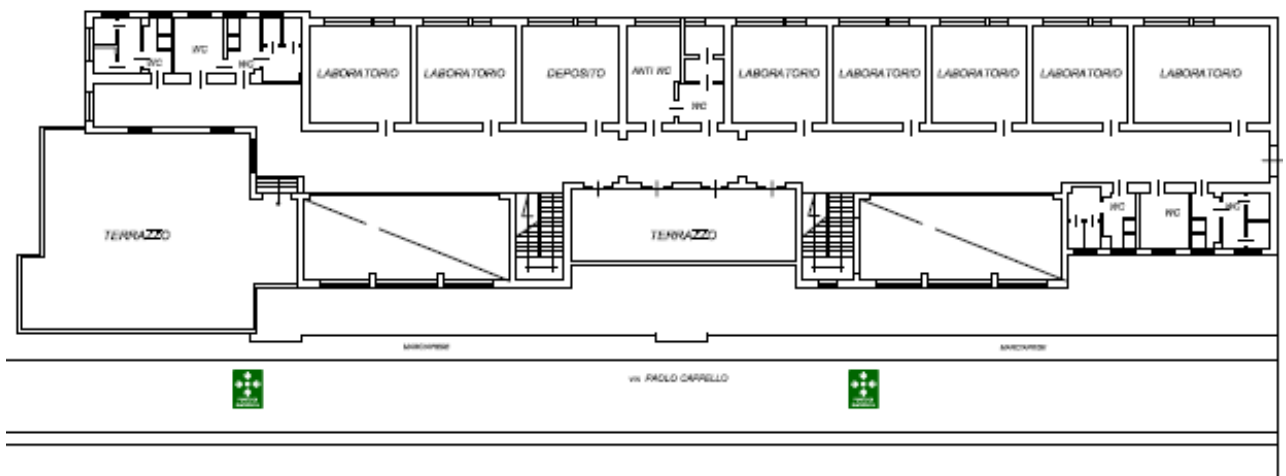 WC
WC
WC
LABORATORIO
LABORATORIO
DEPOSITO
ANTI WC
WC
LABORATORIO
LABORATORIO
LABORATORIO
LABORATORIO
LABORATORIO
TERRAZZO
TERRAZZO
WC
WC
WC
MARCIAPIEDE
MARCIAPIEDE
VIA PAOLO CAPPELLO